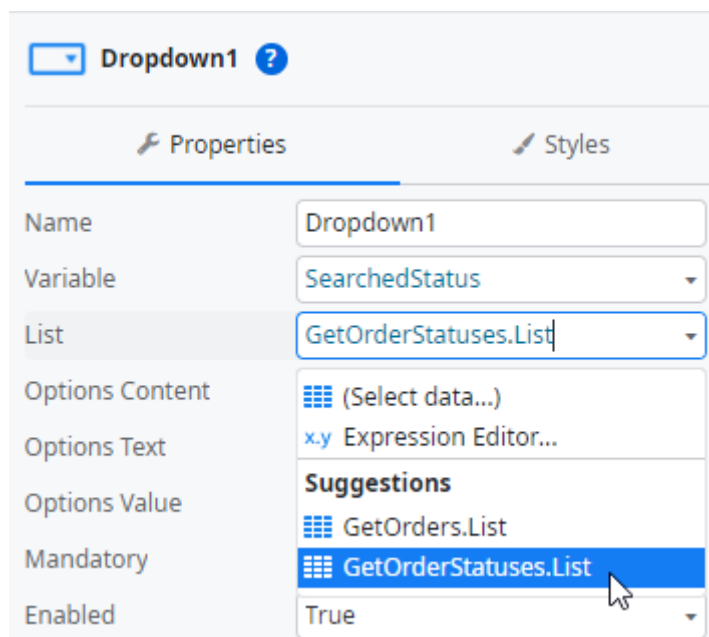 Dropdown1 ?
Properties Styles
Name Dropdown1
Variable SearchedStatus
List GetOrderStatuses.List
Options Content
(Select data...)
Options Text
x.y Expression Editor...
Suggestions
Options Value
GetOrders.List
Mandatory
GetOrderStatuses.List
Enabled True